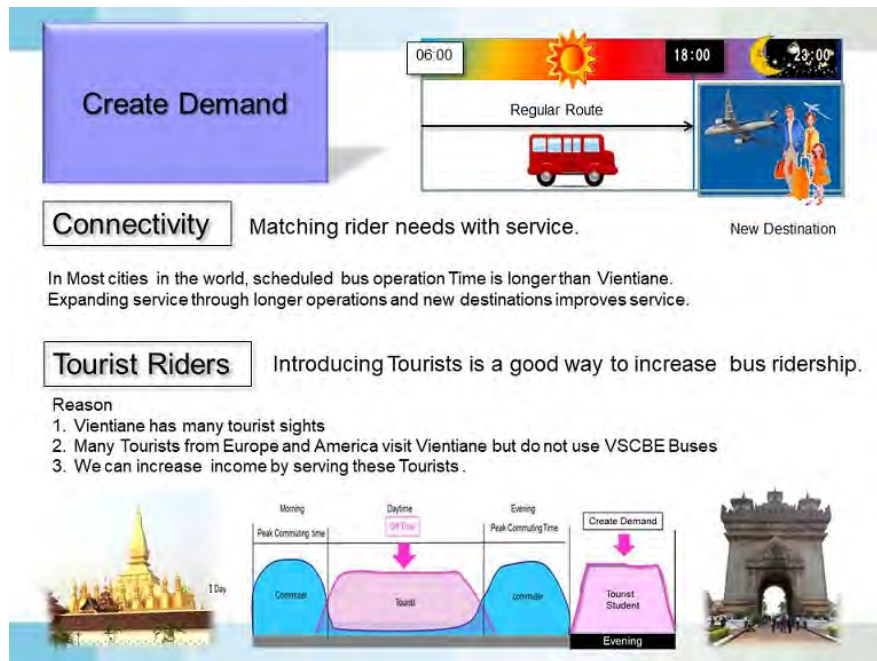 Create Demand
06:00
18:00
23:00
Regular Route
New Destination
Connectivity
Matching rider needs with service.
In Most cities in the world, scheduled bus operation Time is longer than Vientiane.
Expanding service through longer operations and new destinations improves service.
Tourist Riders
Introducing Tourists is a good way to increase bus ridership.
Reason
1. Vientiane has many tourist sights
2. Many Tourists from Europe and America visit Vientiane but do not use VSCBE Buses
3. We can increase income by serving these Tourists .
Morning
Daytime
Evening
Peak Commuting time
Off Time
Peak Commuting Time
Create Demand
1 Day
Commuter
Tourist
commuter
Tourist
Student
Evening